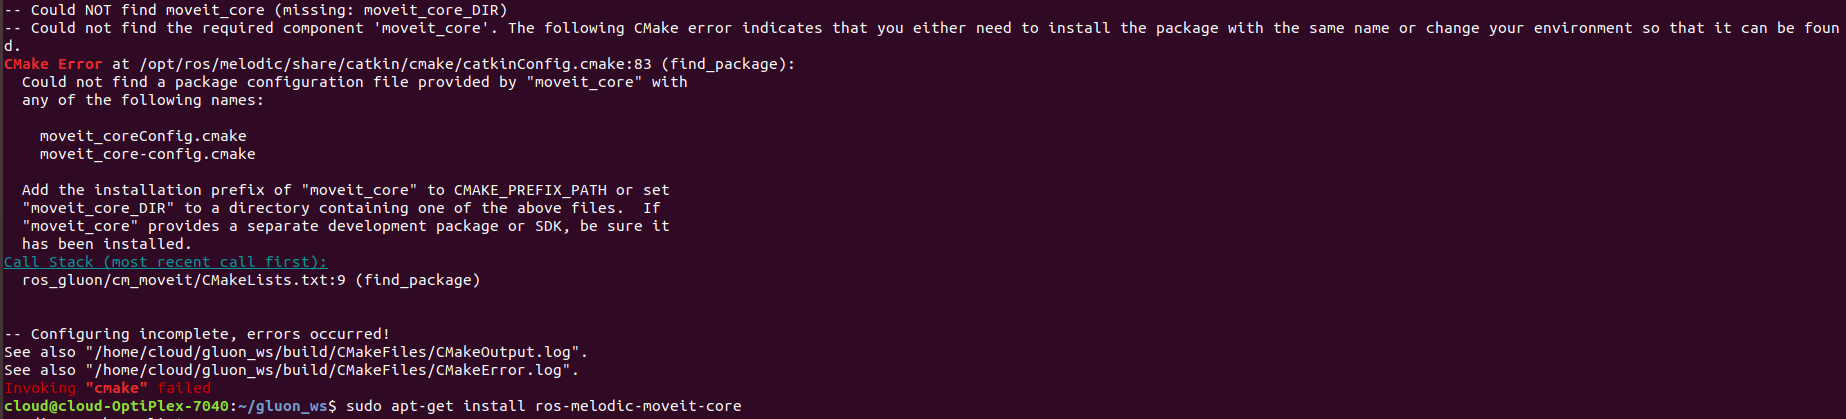 -- Could NOT find moveit_core (missing: moveit_core_DIR)
-- Could not find the required component 'moveit_core'. The following CMake error indicates that you either need to install the package with the same name or change your environment so that it can be foun
d.
CMake Error at /opt/ros/melodic/share/catkin/cmake/catkinConfig.cmake:83 (find_package):
  Could not find a package configuration file provided by "moveit_core" with
  any of the following names:

    moveit_coreConfig.cmake
    moveit_core-config.cmake

  Add the installation prefix of "moveit_core" to CMAKE_PREFIX_PATH or set
  "moveit_core_DIR" to a directory containing one of the above files.  If
  "moveit_core" provides a separate development package or SDK, be sure it
  has been installed.
Call Stack (most recent call first):
  ros_gluon/cm_moveit/CMakeLists.txt:9 (find_package)

-- Configuring incomplete, errors occurred!
See also "/home/cloud/gluon_ws/build/CMakeFiles/CMakeOutput.log".
See also "/home/cloud/gluon_ws/build/CMakeFiles/CMakeError.log".
Invoking "cmake" failed
cloud@cloud-OptiPlex-7040:~/gluon_ws$ sudo apt-get install ros-melodic-moveit-core